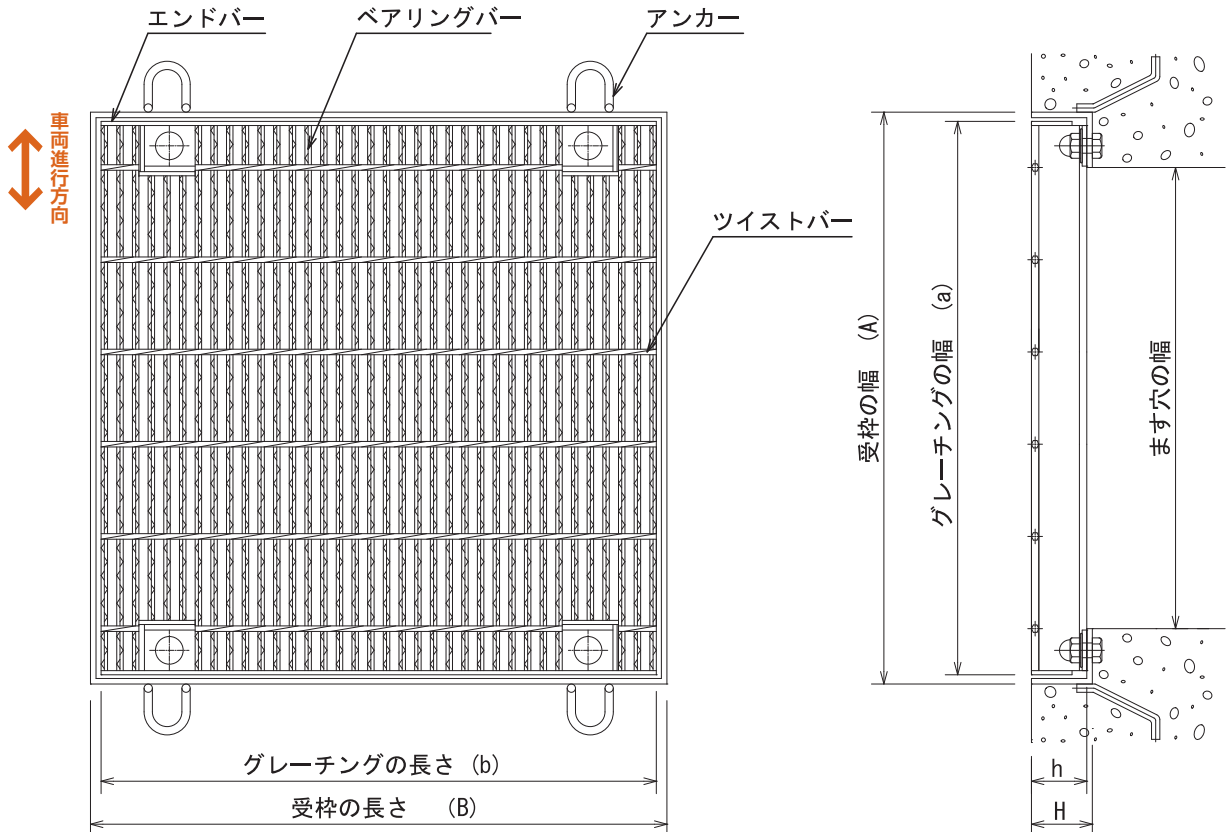 エンドバー
ベアリングバー
アンカー
車両進行方向
ツイストバー
受枠の幅 (A)
グレーチングの幅 (a)
ます穴の幅
グレーチングの長さ (b)
受枠の長さ (B)
h
H